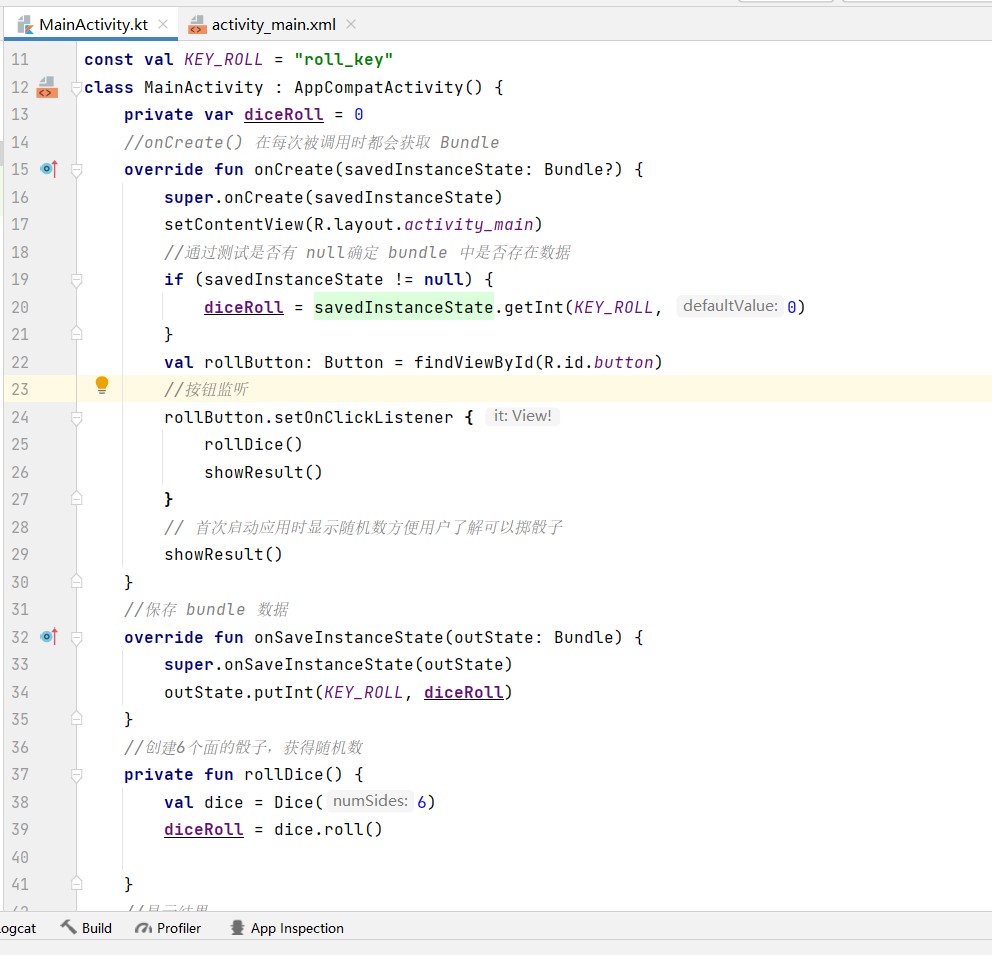 MainActivity.kt activity_main.xml
11 const val KEY_ROLL = "roll_key"
12 class MainActivity : AppCompatActivity() {
13 private var diceRoll = 0
14 //onCreate() 在每次被调用时都会获取 Bundle
15 override fun onCreate(savedInstanceState: Bundle?) {
16 super.onCreate(savedInstanceState)
17 setContentView(R.layout.activity_main)
18 //通过测试是否有 null确定 bundle 中是否存在数据
19 if (savedInstanceState != null) {
20 diceRoll = savedInstanceState.getInt(KEY_ROLL, defaultValue: 0)
21 }
22 val rollButton: Button = findViewById(R.id.button)
23 //按钮监听
24 rollButton.setOnClickListener { it: View!
25 rollDice()
26 showResult()
27 }
28 // 首次启动应用时显示随机数方便用户了解可以掷骰子
29 showResult()
30 }
31 //保存 bundle 数据
32 override fun onSaveInstanceState(outState: Bundle) {
33 super.onSaveInstanceState(outState)
34 outState.putInt(KEY_ROLL, diceRoll)
35 }
36 //创建6个面的骰子，获得随机数
37 private fun rollDice() {
38 val dice = Dice( numSides: 6)
39 diceRoll = dice.roll()
40
41 }
ogcat Build Profiler App Inspection